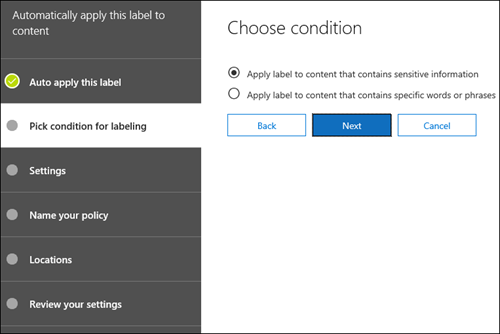 Automatically apply this label to
content
Auto apply this label
Pick condition for labeling
Settings
Name your policy
Locations
Review your settings
Choose condition
Apply label to content that contains sensitive information
Apply label to content that contains specific words or phrases
Back
Next
Cancel